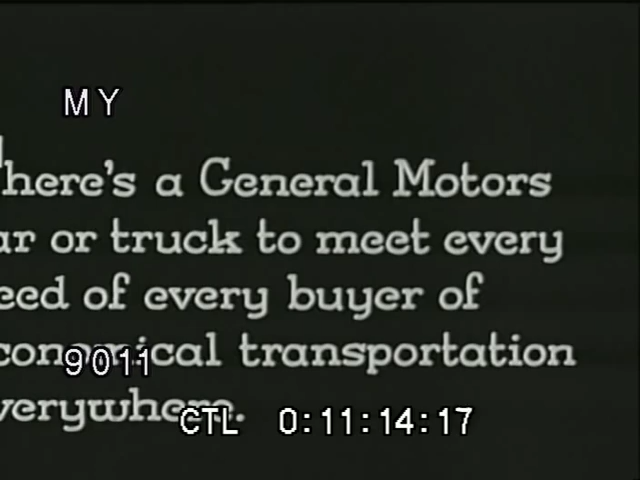 MY
here's a General Motors
ar or truck to meet every
eed of every buyer of
conomical transportation
9011
verywhere.
CTL 0:11:14:17